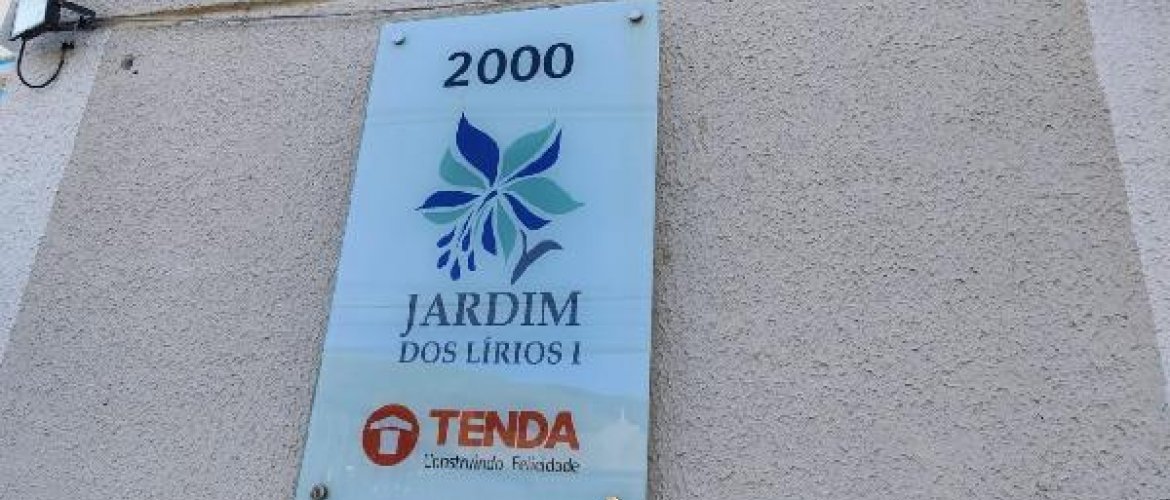 2000
JARDIM
DOS LÍRIOS I
TENDA
Construindo Felicidade